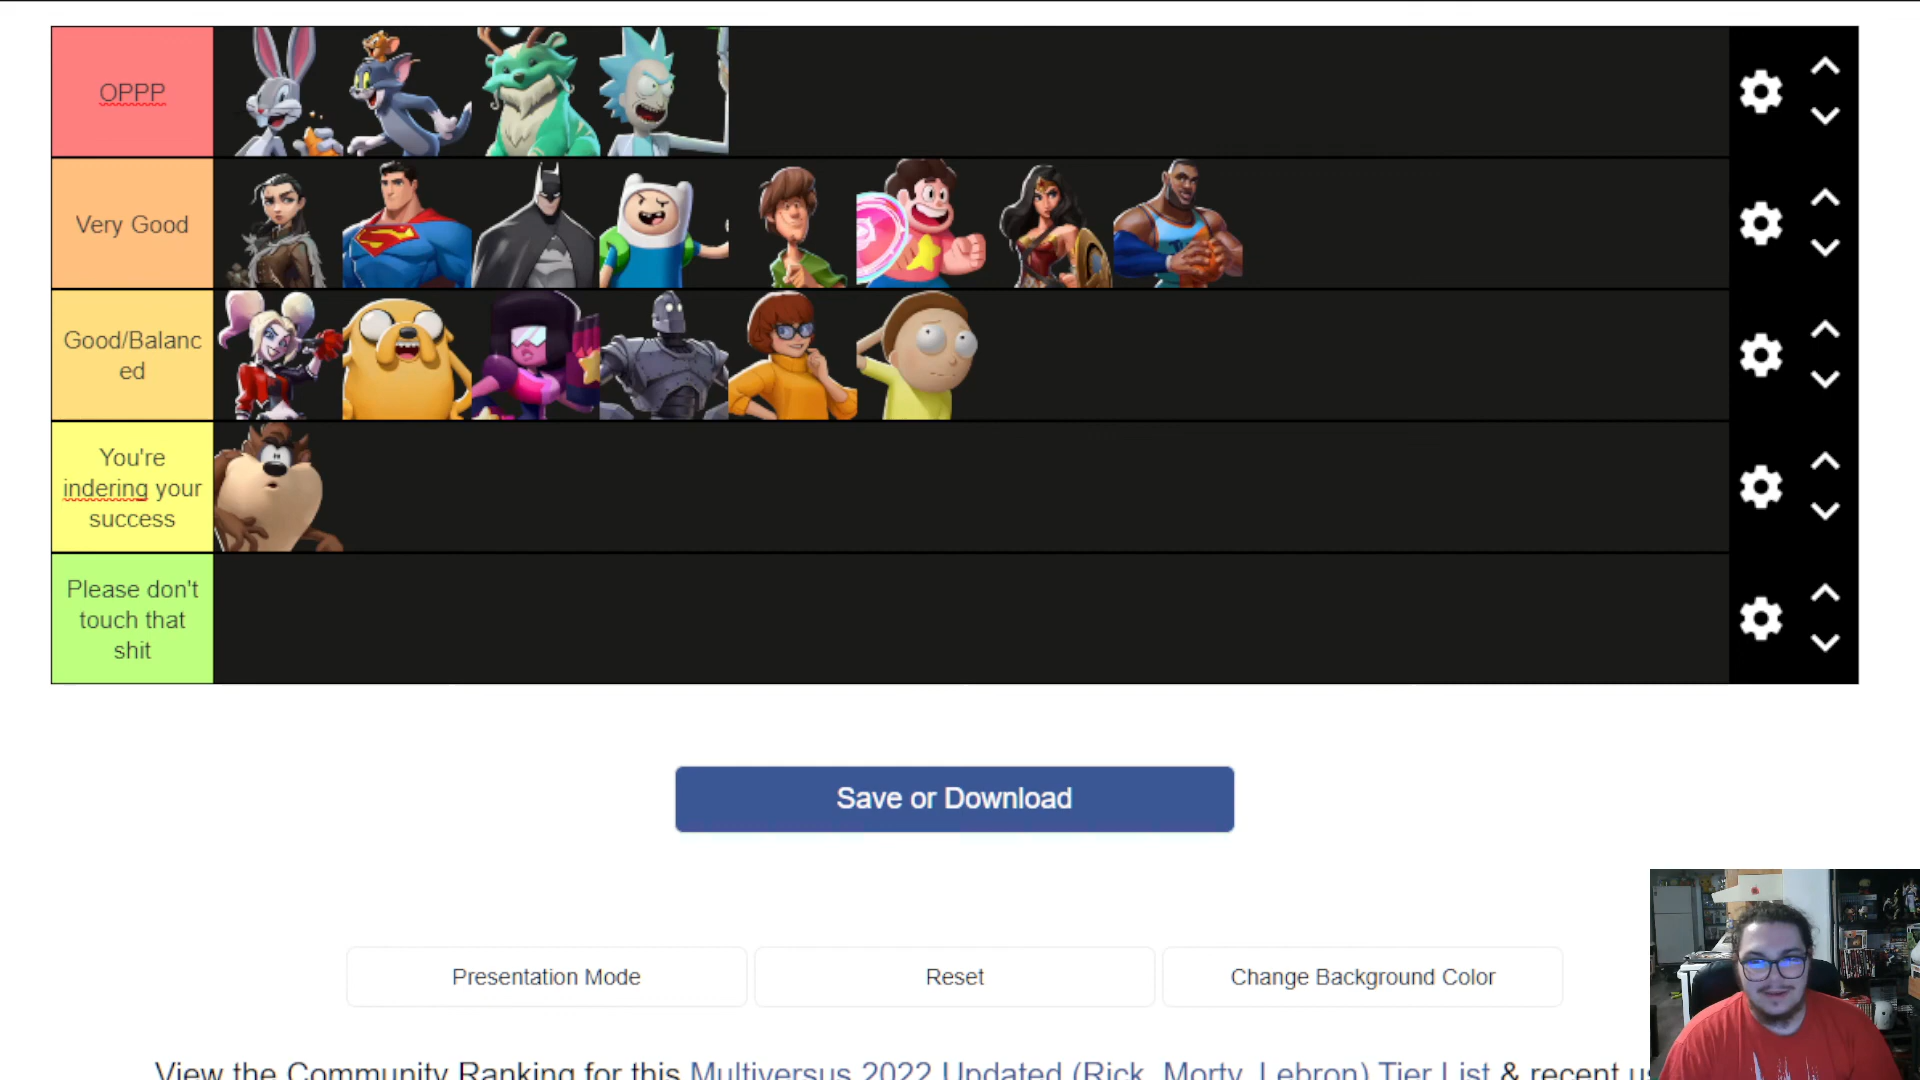 OPPP
Very Good
Good/Balanc
ed
You're
indering your
success
Please don't
touch that
shit
Save or Download
Presentation Mode
Reset
Change Background Color
View the Community Ranking for this Multiversus 2022 Updated (Rick, Morty, Lebron) Tier List & recent